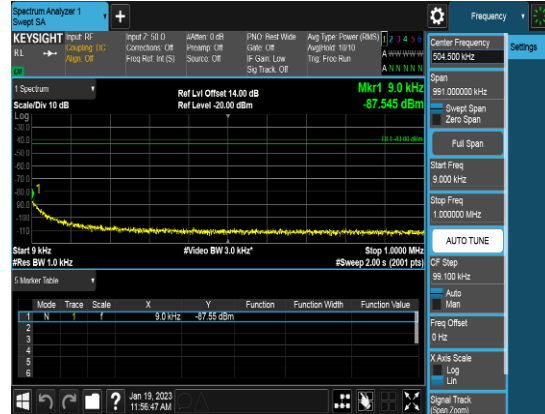 Spectrum Analyzer 1
Swept SA
Frequency
KEYSIGHT
Input: RF
Coupling: DC
Align: Off
Input Z: 50 Ω
Corrections: Off
Freq Ref: Int (S)
#Atten: 0 dB
Preamp: Off
Source: Off
PNO: Best Wide
Gate: Off
IF Gain: Low
Sig Track: Off
Avg Type: Power (RMS)
Avg|Hold: 10/10
Trig: Free Run
1 2 3 4 5 6
A W W W W W
A N N N N N
RL
1 Spectrum
Scale/Div 10 dB
Ref Lvl Offset 14.00 dB
Ref Level -20.00 dBm
Mkr1 9.0 kHz
-87.545 dBm
Log
-30.0
-40.0
-50.0
-60.0
-70.0
-80.0
-90.0
-100
-110
1
Start 9 kHz
#Res BW 1.0 kHz
#Video BW 3.0 kHz*
Stop 1.0000 MHz
#Sweep 2.00 s (2001 pts)
5 Marker Table
Mode Trace Scale X Y Function Function Width Function Value
1 N 1 f 9.0 kHz -87.55 dBm
2
3
4
5
6
Jan 19, 2023
11:56:47 AM
Center Frequency
504.500 kHz
Settings
Span
991.000000 kHz
Swept Span
Zero Span
Full Span
Start Freq
9.000 kHz
Stop Freq
1.000000 MHz
AUTO TUNE
CF Step
99.100 kHz
Auto
Man
Freq Offset
0 Hz
X Axis Scale
Log
Lin
Signal Track
(Span Zoom)